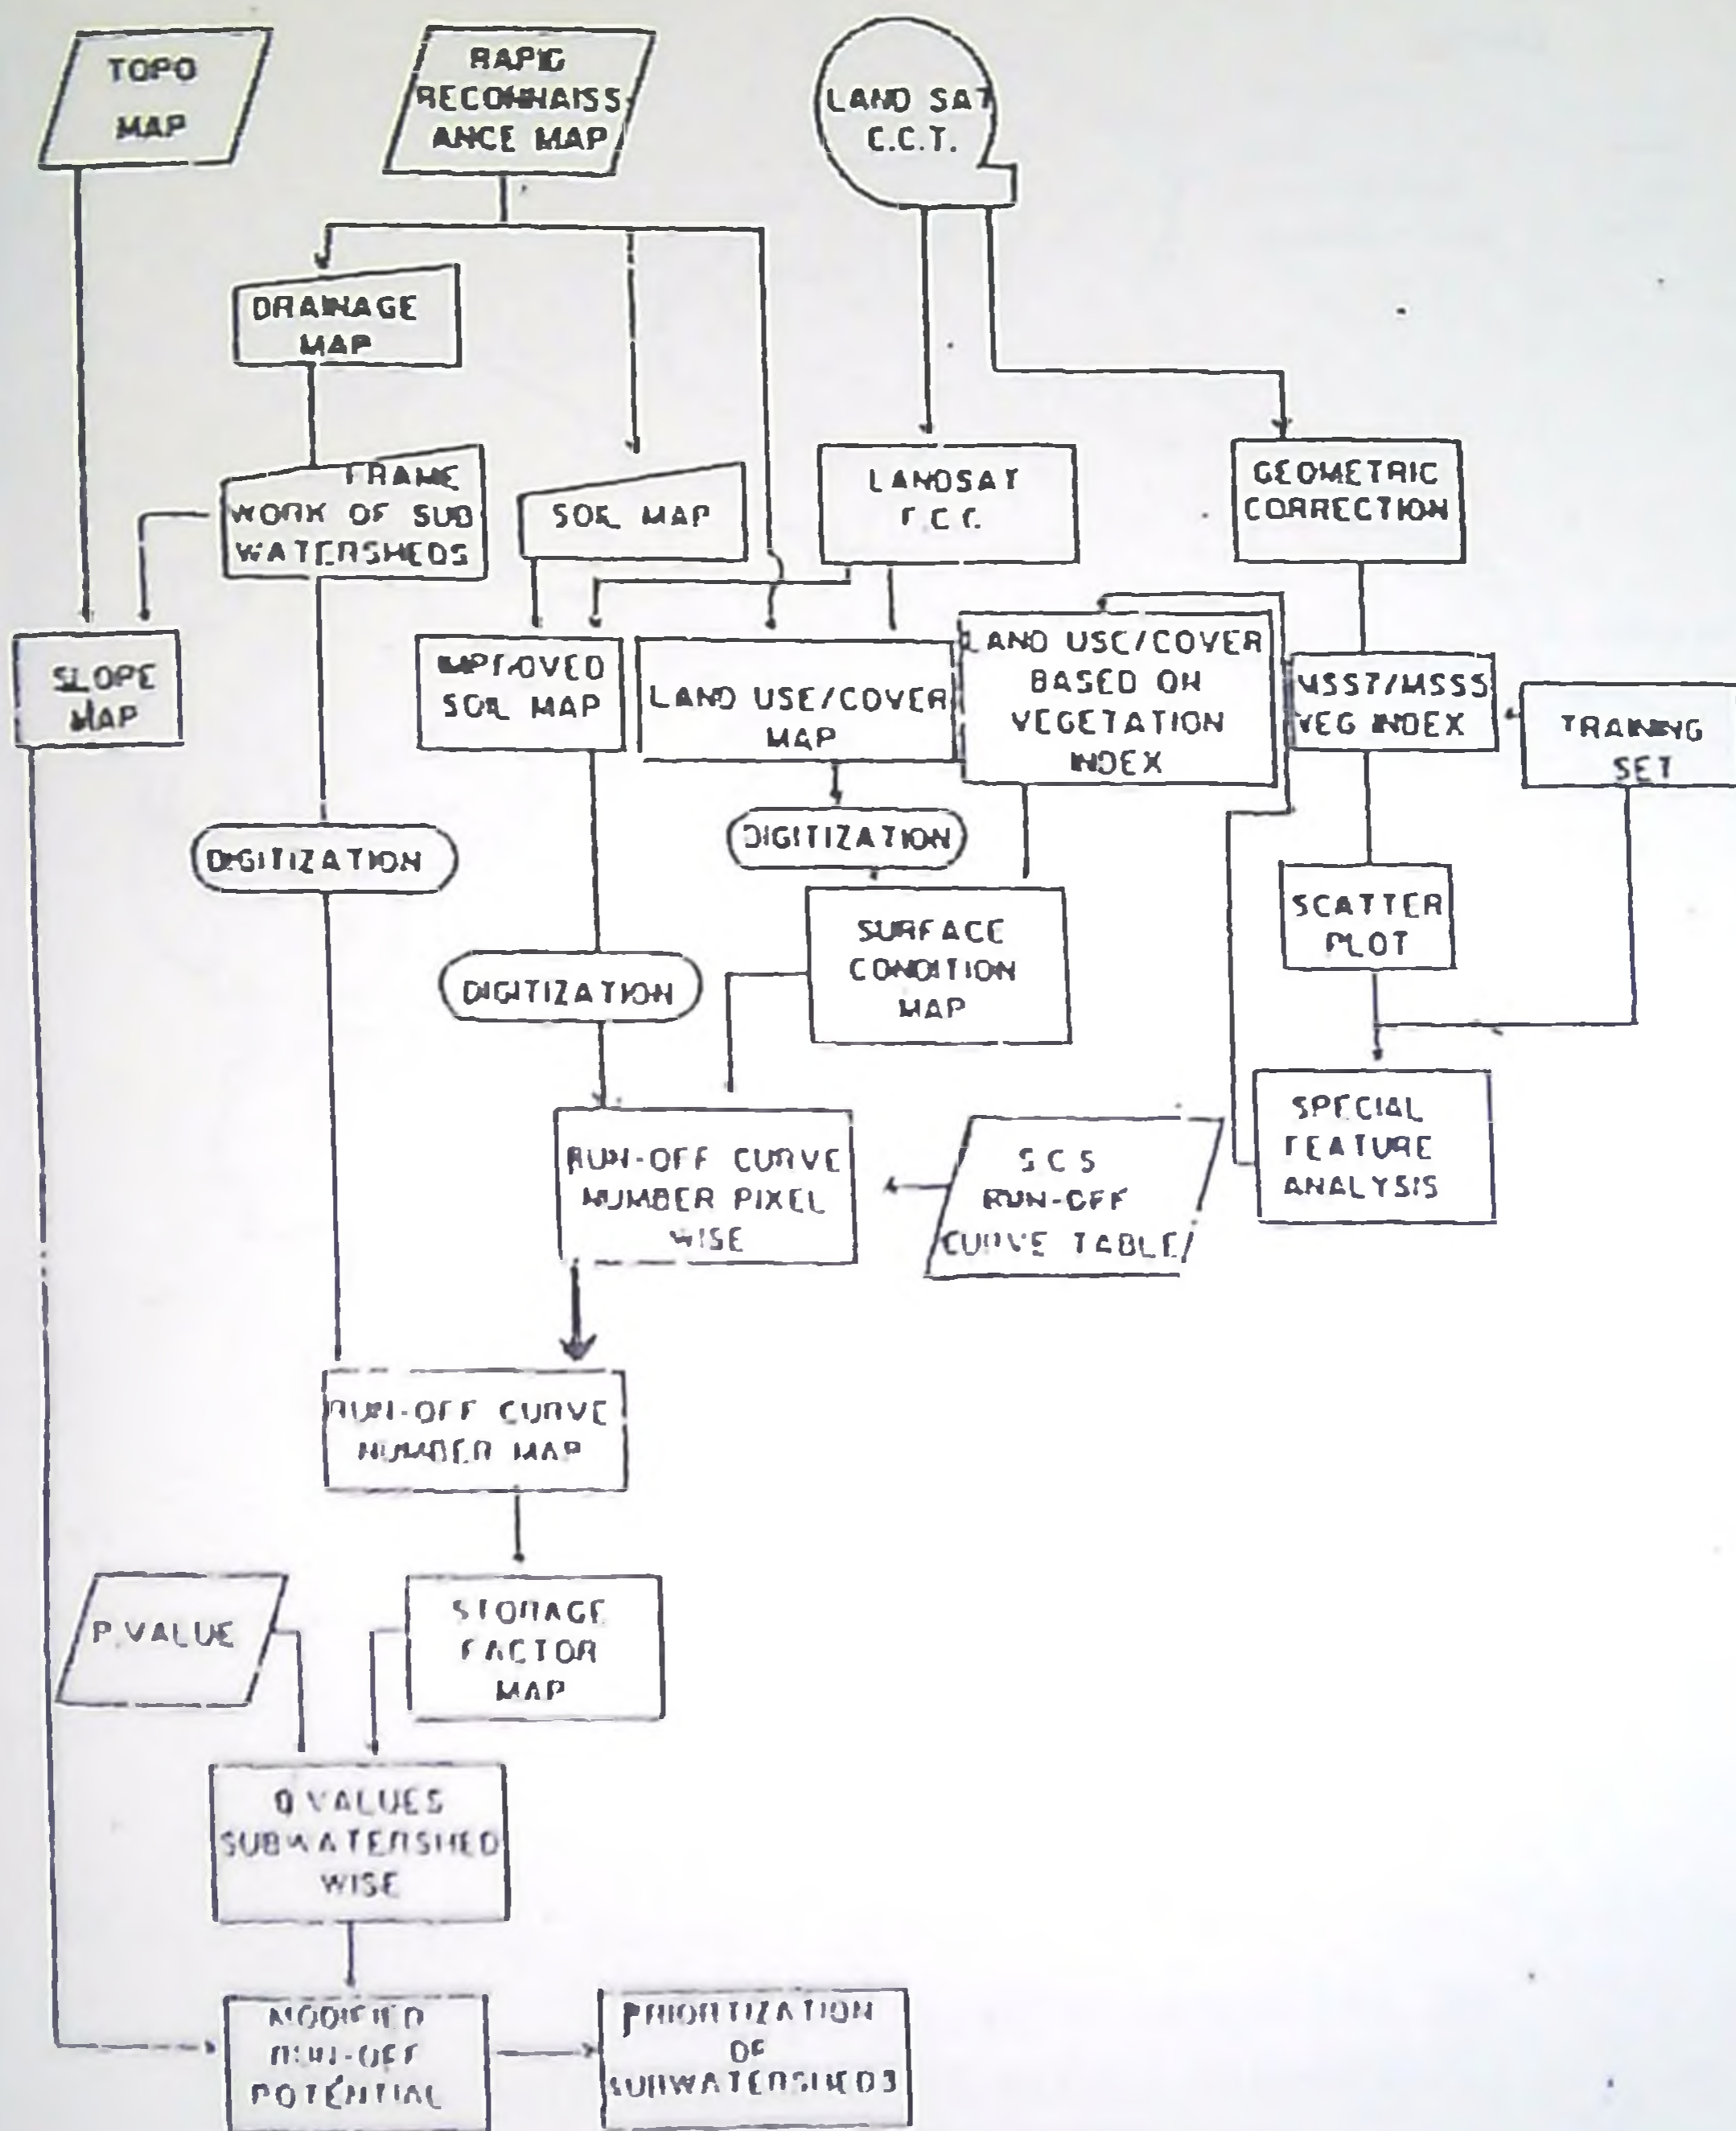 TOPO
MAP
RAPID
RECONNAISS
ANCE MAP
LAND SAT
C.C.T.
DRAINAGE
MAP
FRAME
WORK OF SUB
WATERSHEDS
SOIL MAP
LANDSAT
F.C.C.
GEOMETRIC
CORRECTION
SLOPE
MAP
IMPROVED
SOIL MAP
LAND USE/COVER
MAP
LAND USE/COVER
BASED ON
VEGETATION
INDEX
VEG INDEX
TRAINING
SET
DIGITIZATION
DIGITIZATION
SCATTER
PLOT
SURFACE
CONDITION
MAP
DIGITIZATION
SPECIAL
FEATURE
ANALYSIS
RUN-OFF CURVE
NUMBER PIXEL
WISE
SCS
RUN-OFF
CURVE TABLE
RUN-OFF CURVE
NUMBER MAP
P.VALUE
STORAGE
FACTOR
MAP
Q VALUES
SUBWATERSHED
WISE
MODIFIED
RUN-OFF
POTENTIAL
PRIORITIZATION
OF
SUBWATERSHEDS